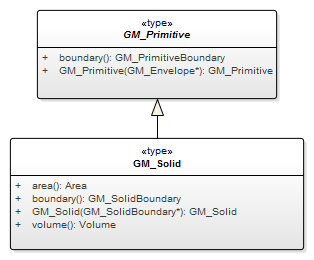 «type»
GM_Primitive
+ boundary(): GM_PrimitiveBoundary
+ GM_Primitive(GM_Envelope*): GM_Primitive
«type»
GM_Solid
+ area(): Area
+ boundary(): GM_SolidBoundary
+ GM_Solid(GM_SolidBoundary*): GM_Solid
+ volume(): Volume